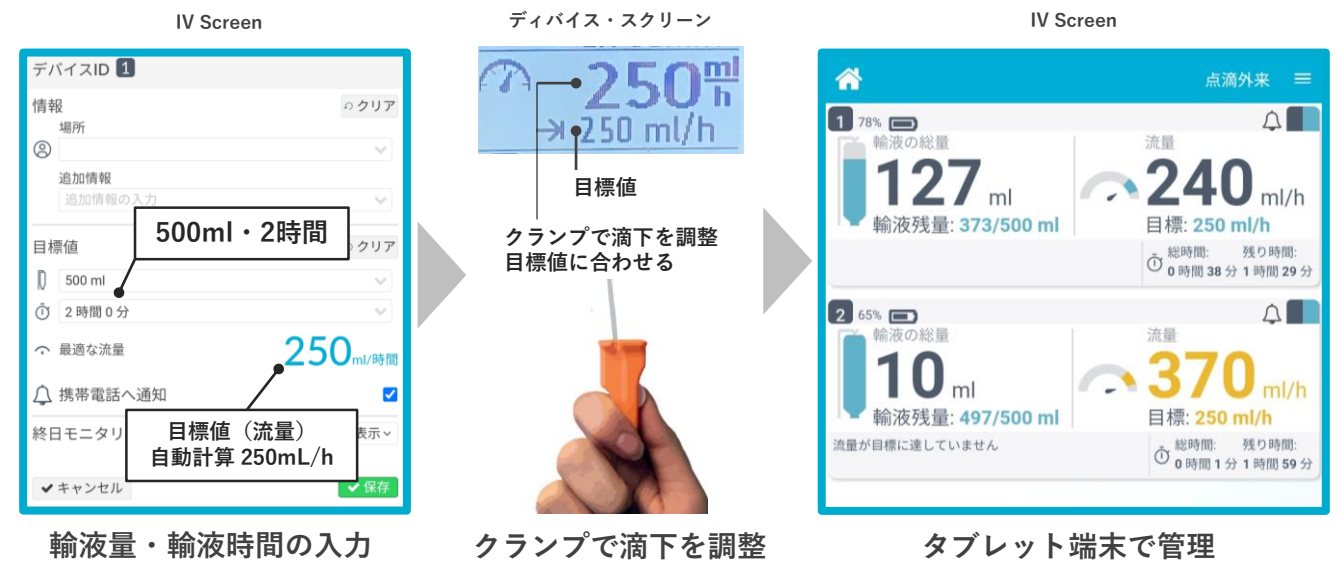 IV Screen
デバイスID 1
情報
クリア
場所
追加情報
追加情報の入力
500ml・2時間
目標値
クリア
500 ml
2 時間 0 分
最適な流量
250ml/時間
携帯電話へ通知
終日モニタリ
表示
目標値（流量）
自動計算 250mL/h
キャンセル
保存
輸液量・輸液時間の入力
ディバイス・スクリーン
250 ml/h
250 ml/h
目標値
クランプで滴下を調整
目標値に合わせる
クランプで滴下を調整
IV Screen
点滴外来
1 78%
輸液の総量
127 ml
輸液残量: 373/500 ml
流量
240 ml/h
目標: 250 ml/h
総時間: 残り時間:
0 時間 38 分 1 時間 29 分
2 65%
輸液の総量
10 ml
輸液残量: 497/500 ml
流量
370 ml/h
目標: 250 ml/h
流量が目標に達していません
総時間: 残り時間:
0 時間 1 分 1 時間 59 分
タブレット端末で管理